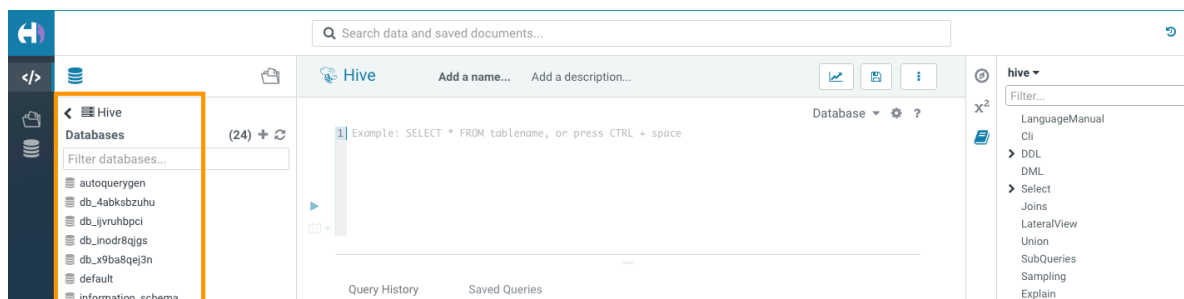 Search data and saved documents...
</>
Hive
Add a name... Add a description...
Hive
Databases (24)
Filter databases...
autoquerygen
db_4abksbzuhu
db_ijvruhbpci
db_inodr8qjgs
db_x9ba8qej3n
default
information_schema
Database ?
1 Example: SELECT * FROM tablename, or press CTRL + space
Query History Saved Queries
x²
hive
Filter...
LanguageManual
Cli
DDL
DML
Select
Joins
LateralView
Union
SubQueries
Sampling
Explain